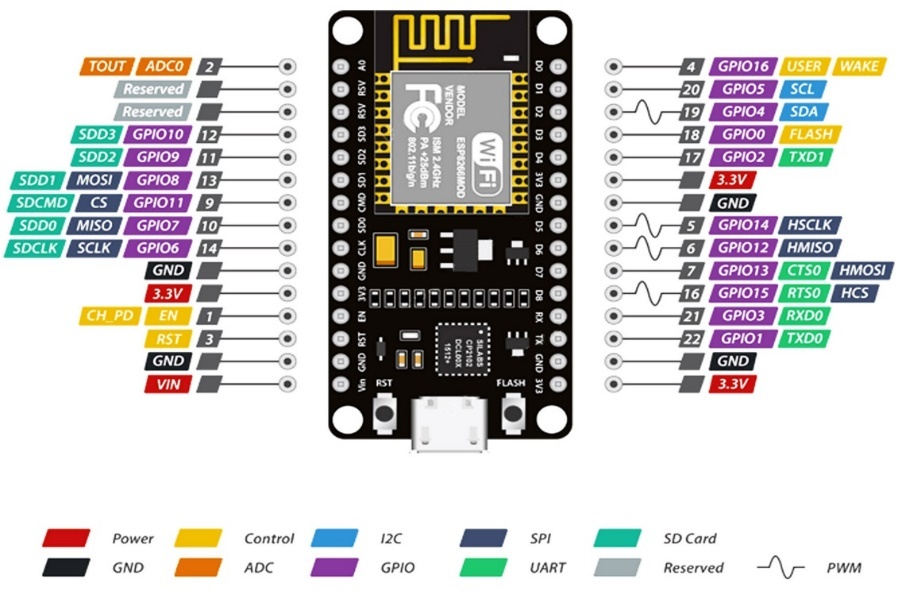 TOUT ADC0 2
Reserved
Reserved
SDD3 GPIO10 12
SDD2 GPIO9 11
SDD1 MOSI GPIO8 13
SDCMD CS GPIO11 9
SDD0 MISO GPIO7 10
SDCLK SCLK GPIO6 14
GND
3.3V
CH_PD EN 1
RST 3
GND
VIN
A0
RSV
RSV
SD3
SD2
SD1
CMD
SD0
CLK
GND
3V3
EN
RST
GND
Vin
MODEL
VENDOR
ESP8266MOD
FC
WiFi
ISM 2.4GHz
PA +25dBm
802.11b/g/n
SILABS
CP2102
DCL00X
1512+
RST
FLASH
D0
D1
D2
D3
D4
3V3
GND
D5
D6
D7
D8
RX
TX
GND
3V3
4 GPIO16 USER WAKE
20 GPIO5 SCL
19 GPIO4 SDA
18 GPIO0 FLASH
17 GPIO2 TXD1
3.3V
GND
5 GPIO14 HSCLK
6 GPIO12 HMISO
7 GPIO13 CTS0 HMOSI
16 GPIO15 RTS0 HCS
21 GPIO3 RXD0
22 GPIO1 TXD0
GND
3.3V
Power Control I2C SPI SD Card
GND ADC GPIO UART Reserved PWM